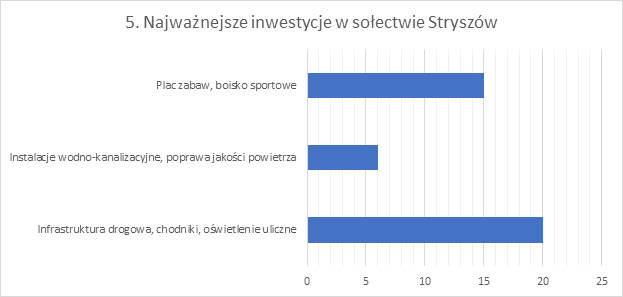 5. Najważniejsze inwestycje w sołectwie Stryszów
Plac zabaw, boisko sportowe
Instalacje wodno-kanalizacyjne, poprawa jakości powietrza
Infrastruktura drogowa, chodniki, oświetlenie uliczne
0 5 10 15 20 25